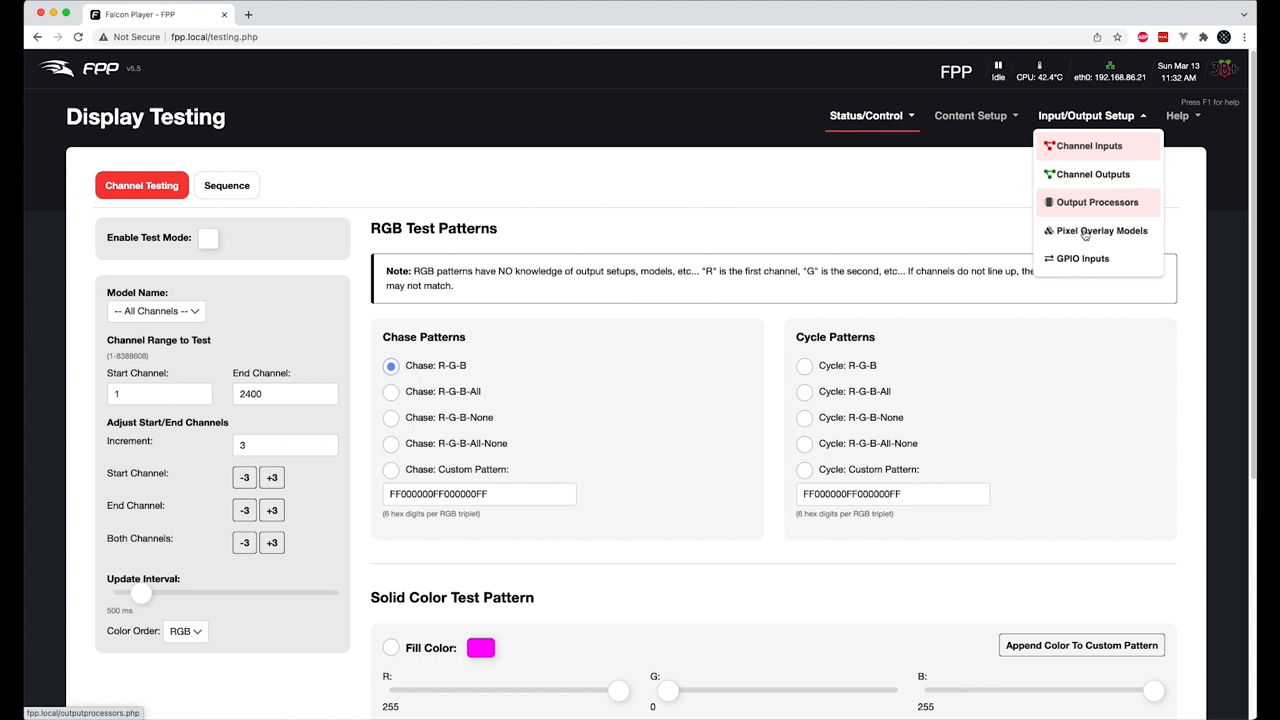 Falcon Player – FPP
Not Secure | fpp.local/testing.php
ABP
FPP v5.5
FPP
Idle
CPU: 42.4°C
eth0: 192.168.86.21
Sun Mar 13
11:32 AM
3B+
Press F1 for help
Display Testing
Status/Control
Content Setup
Input/Output Setup
Help
Channel Inputs
Channel Outputs
Output Processors
Pixel Overlay Models
GPIO Inputs
Channel Testing
Sequence
Enable Test Mode:
Model Name:
-- All Channels --
Channel Range to Test
(1-8388608)
Start Channel:
End Channel:
1
2400
Adjust Start/End Channels
Increment:
3
Start Channel:
-3
+3
End Channel:
-3
+3
Both Channels:
-3
+3
Update Interval:
500 ms
Color Order:
RGB
RGB Test Patterns
Note: RGB patterns have NO knowledge of output setups, models, etc... "R" is the first channel, "G" is the second, etc... If channels do not line up, the
may not match.
Chase Patterns
Chase: R-G-B
Chase: R-G-B-All
Chase: R-G-B-None
Chase: R-G-B-All-None
Chase: Custom Pattern:
FF000000FF000000FF
(6 hex digits per RGB triplet)
Cycle Patterns
Cycle: R-G-B
Cycle: R-G-B-All
Cycle: R-G-B-None
Cycle: R-G-B-All-None
Cycle: Custom Pattern:
FF000000FF000000FF
(6 hex digits per RGB triplet)
Solid Color Test Pattern
Fill Color:
Append Color To Custom Pattern
R:
G:
B:
255
0
255
fpp.local/outputprocessors.php